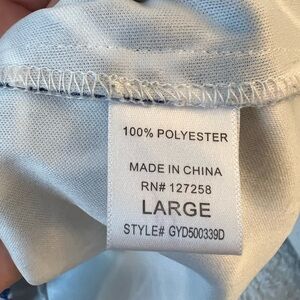 100% POLYESTER
MADE IN CHINA
RN# 127258
LARGE
STYLE# GYD500339D